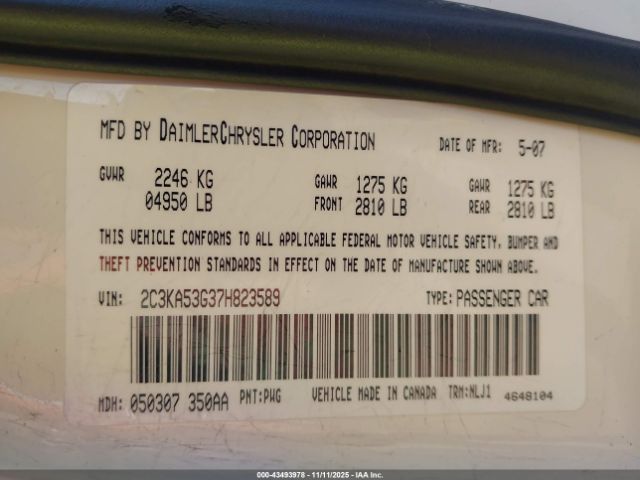 MFD BY DAIMLERCHRYSLER CORPORATION DATE OF MFR: 5-07
GVWR 2246 KG GAWR 1275 KG GAWR 1275 KG
04950 LB FRONT 2810 LB REAR 2810 LB
THIS VEHICLE CONFORMS TO ALL APPLICABLE FEDERAL MOTOR VEHICLE SAFETY, BUMPER AND
THEFT PREVENTION STANDARDS IN EFFECT ON THE DATE OF MANUFACTURE SHOWN ABOVE.
VIN: 2C3KA53G37H823589 TYPE: PASSENGER CAR
MDH: 050307 350AA PNT:PWG VEHICLE MADE IN CANADA TRM:NLJ1 4648104
000-43493978 - 11/11/2025 - IAA Inc.